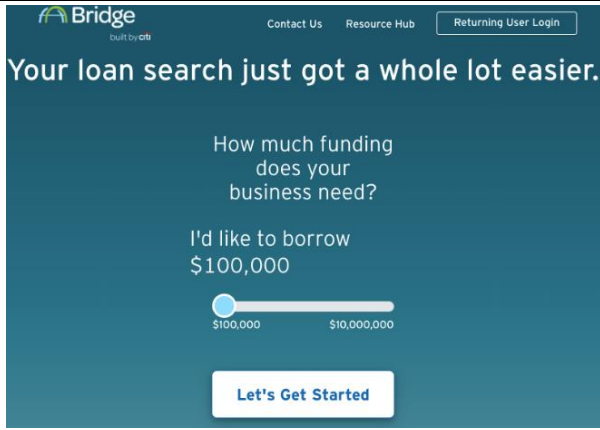 Bridge
built by citi
Contact Us Resource Hub Returning User Login
Your loan search just got a whole lot easier.
How much funding
does your
business need?
I'd like to borrow
$100,000
$100,000 $10,000,000
Let's Get Started